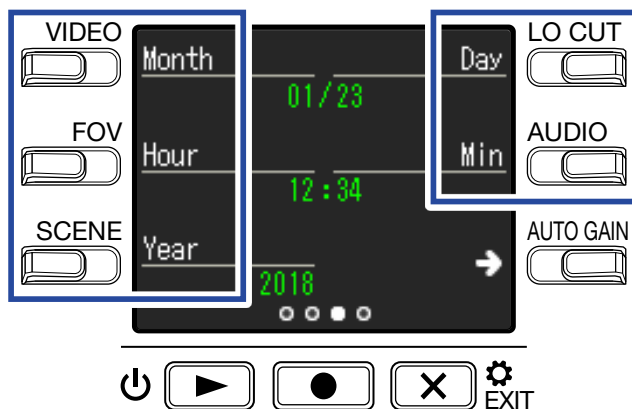 VIDEO LO CUT
Month Day
01/23
FOV AUDIO
Hour Min
12:34
SCENE AUTO GAIN
Year
2018
EXIT